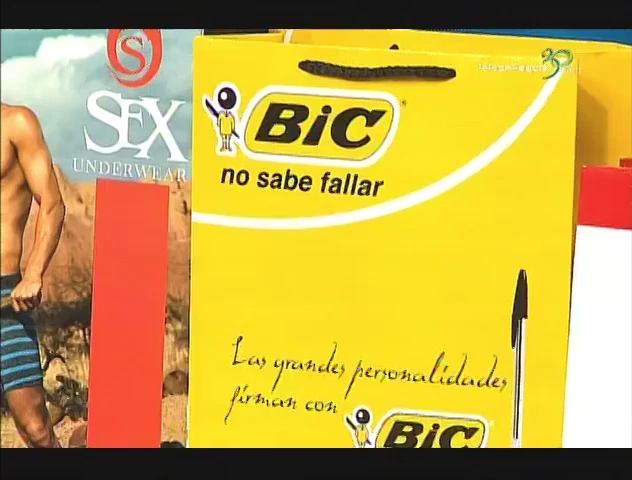 S
SEX
UNDERWEAR
BiC
no sabe fallar
Las grandes personalidades
firman con
BiC